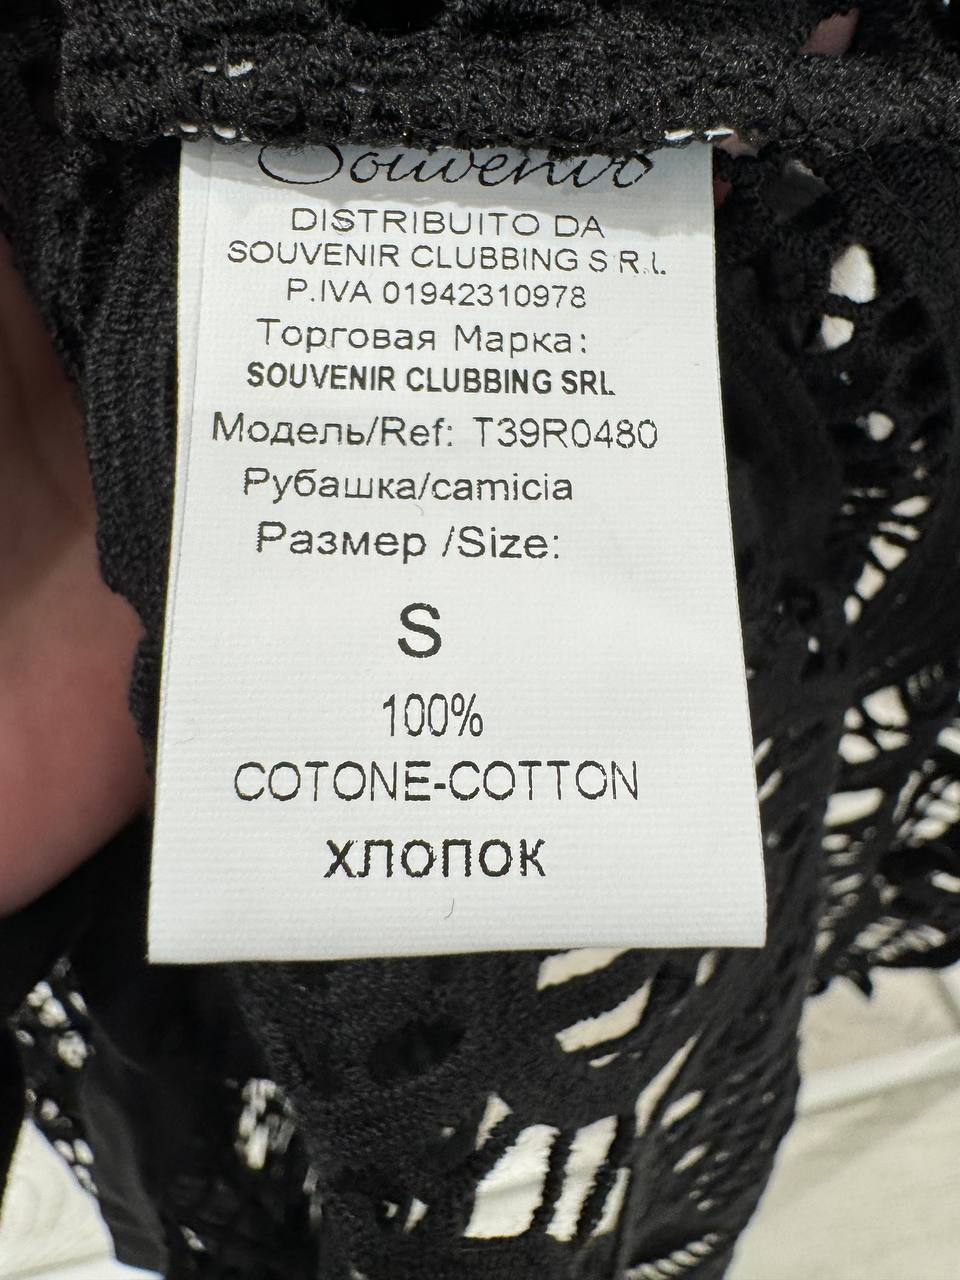 Souvenir
DISTRIBUITO DA
SOUVENIR CLUBBING S.R.L.
P.IVA 01942310978
Торговая Марка:
SOUVENIR CLUBBING SRL
Модель/Ref: T39R0480
Рубашка/camicia
Размер /Size:
S
100%
COTONE-COTTON
ХЛОПОК